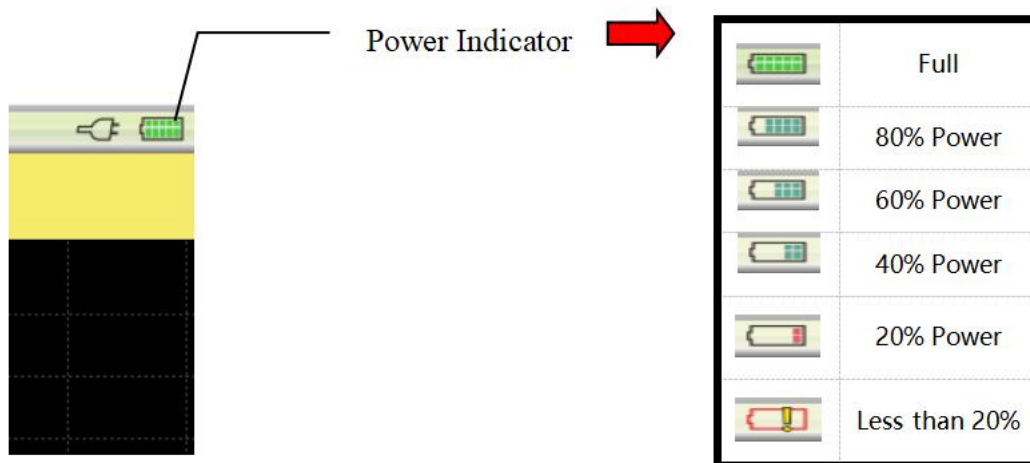 Power Indicator
Full
80% Power
60% Power
40% Power
20% Power
Less than 20%